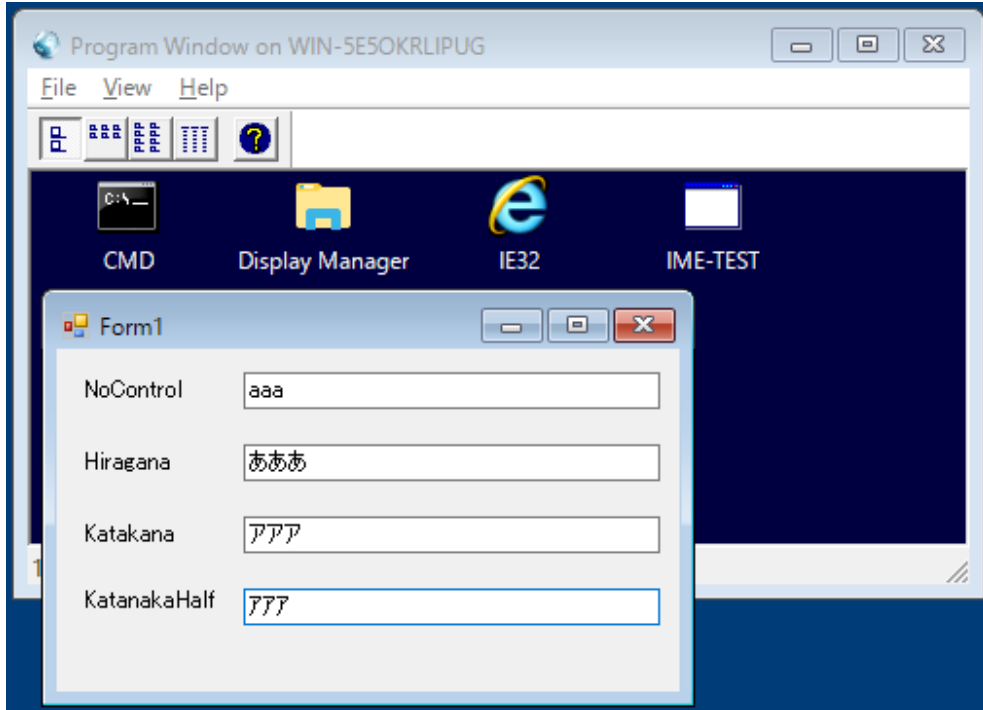 Program Window on WIN-5E5OKRLIPUG
File View Help
C:\
CMD
Display Manager
IE32
IME-TEST
Form1
NoControl aaa
Hiragana あああ
Katakana アアア
KatanakaHalf ｱｱｱ
1